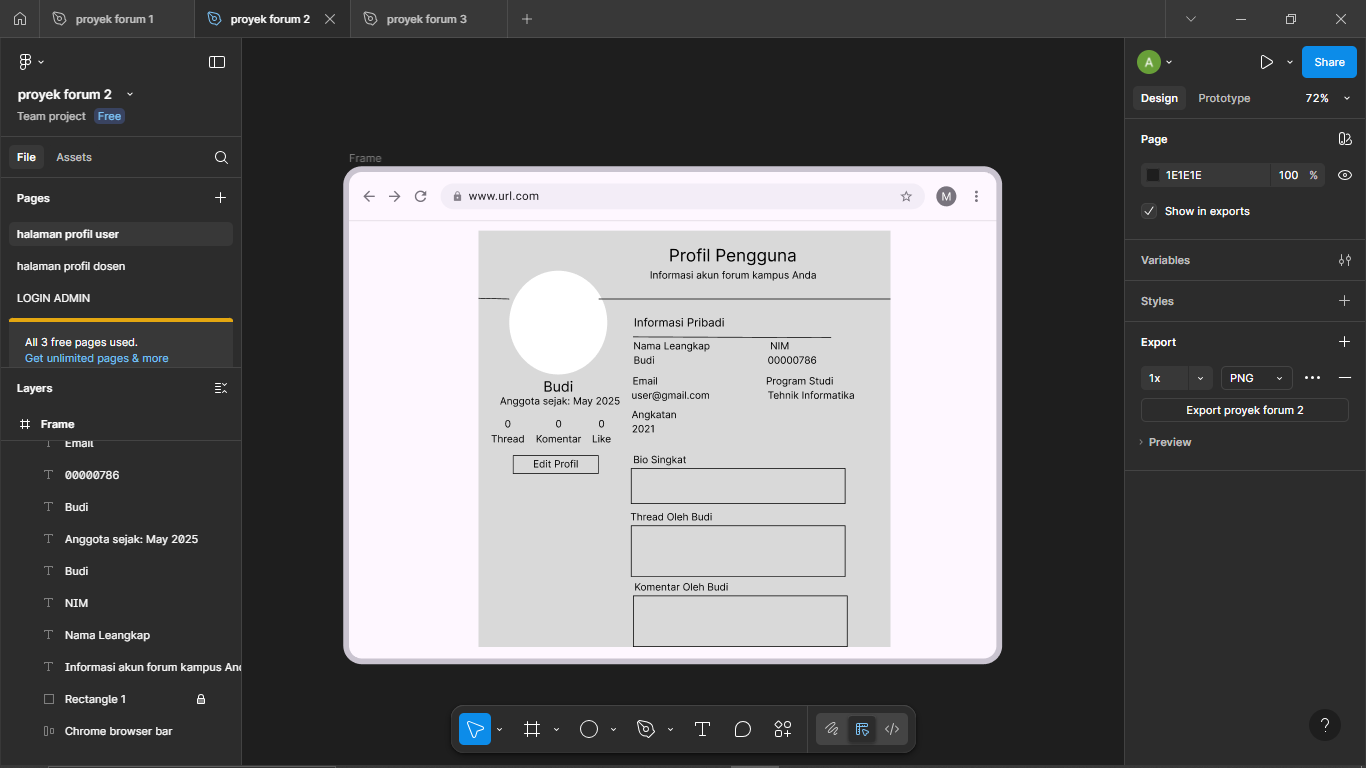 proyek forum 1
proyek forum 2
proyek forum 3
proyek forum 2
Team project Free
File Assets
Pages
halaman profil user
halaman profil dosen
LOGIN ADMIN
All 3 free pages used.
Get unlimited pages & more
Layers
Frame
Email
00000786
Budi
Anggota sejak: May 2025
Budi
NIM
Nama Leangkap
Informasi akun forum kampus And
Rectangle 1
Chrome browser bar
Frame
www.url.com
M
Profil Pengguna
Informasi akun forum kampus Anda
Budi
Anggota sejak: May 2025
0 0 0
Thread Komentar Like
Edit Profil
Informasi Pribadi
Nama Leangkap NIM
Budi 00000786
Email Program Studi
user@gmail.com Tehnik Informatika
Angkatan
2021
Bio Singkat
Thread Oleh Budi
Komentar Oleh Budi
A
Share
Design Prototype 72%
Page
1E1E1E 100 %
Show in exports
Variables
Styles
Export
1x PNG
Export proyek forum 2
Preview
?